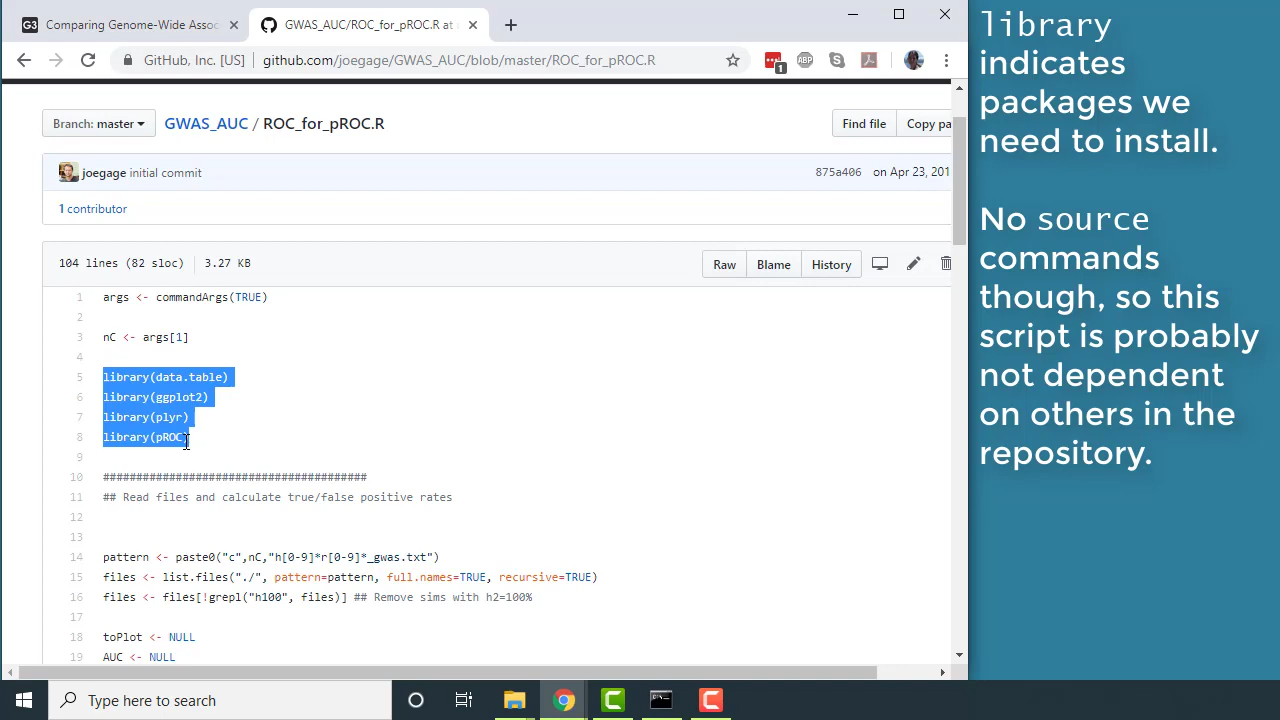 Comparing Genome-Wide Assoc
GWAS_AUC/ROC_for_pROC.R at
GitHub, Inc. [US]
github.com/joegage/GWAS_AUC/blob/master/ROC_for_pROC.R
1
ABP
Branch: master
GWAS_AUC / ROC_for_pROC.R
Find file
Copy pa
joegage initial commit
875a406 on Apr 23, 201
1 contributor
104 lines (82 sloc)
3.27 KB
Raw
Blame
History
1 args <- commandArgs(TRUE)
2
3 nC <- args[1]
4
5 library(data.table)
6 library(ggplot2)
7 library(plyr)
8 library(pROC)
9
10 ########################################
11 ## Read files and calculate true/false positive rates
12
13
14 pattern <- paste0("c",nC,"h[0-9]*r[0-9]*_gwas.txt")
15 files <- list.files("./", pattern=pattern, full.names=TRUE, recursive=TRUE)
16 files <- files[!grepl("h100", files)] ## Remove sims with h2=100%
17
18 toPlot <- NULL
19 AUC <- NULL
Type here to search
library
indicates
packages we
need to install.
No source
commands
though, so this
script is probably
not dependent
on others in the
repository.